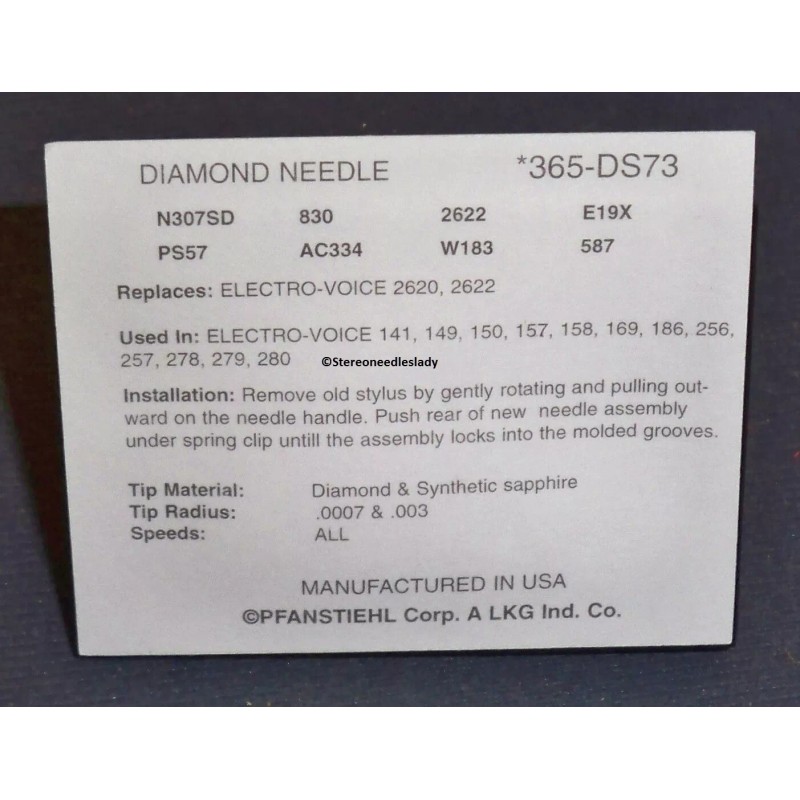 DIAMOND NEEDLE *365-DS73
N307SD 830 2622 E19X
PS57 AC334 W183 587
Replaces: ELECTRO-VOICE 2620, 2622
Used In: ELECTRO-VOICE 141, 149, 150, 157, 158, 169, 186, 256,
257, 278, 279, 280 ©Stereoneedleslady
Installation: Remove old stylus by gently rotating and pulling out-
ward on the needle handle. Push rear of new needle assembly
under spring clip untill the assembly locks into the molded grooves.
Tip Material: Diamond & Synthetic sapphire
Tip Radius: .0007 & .003
Speeds: ALL
MANUFACTURED IN USA
©PFANSTIEHL Corp. A LKG Ind. Co.